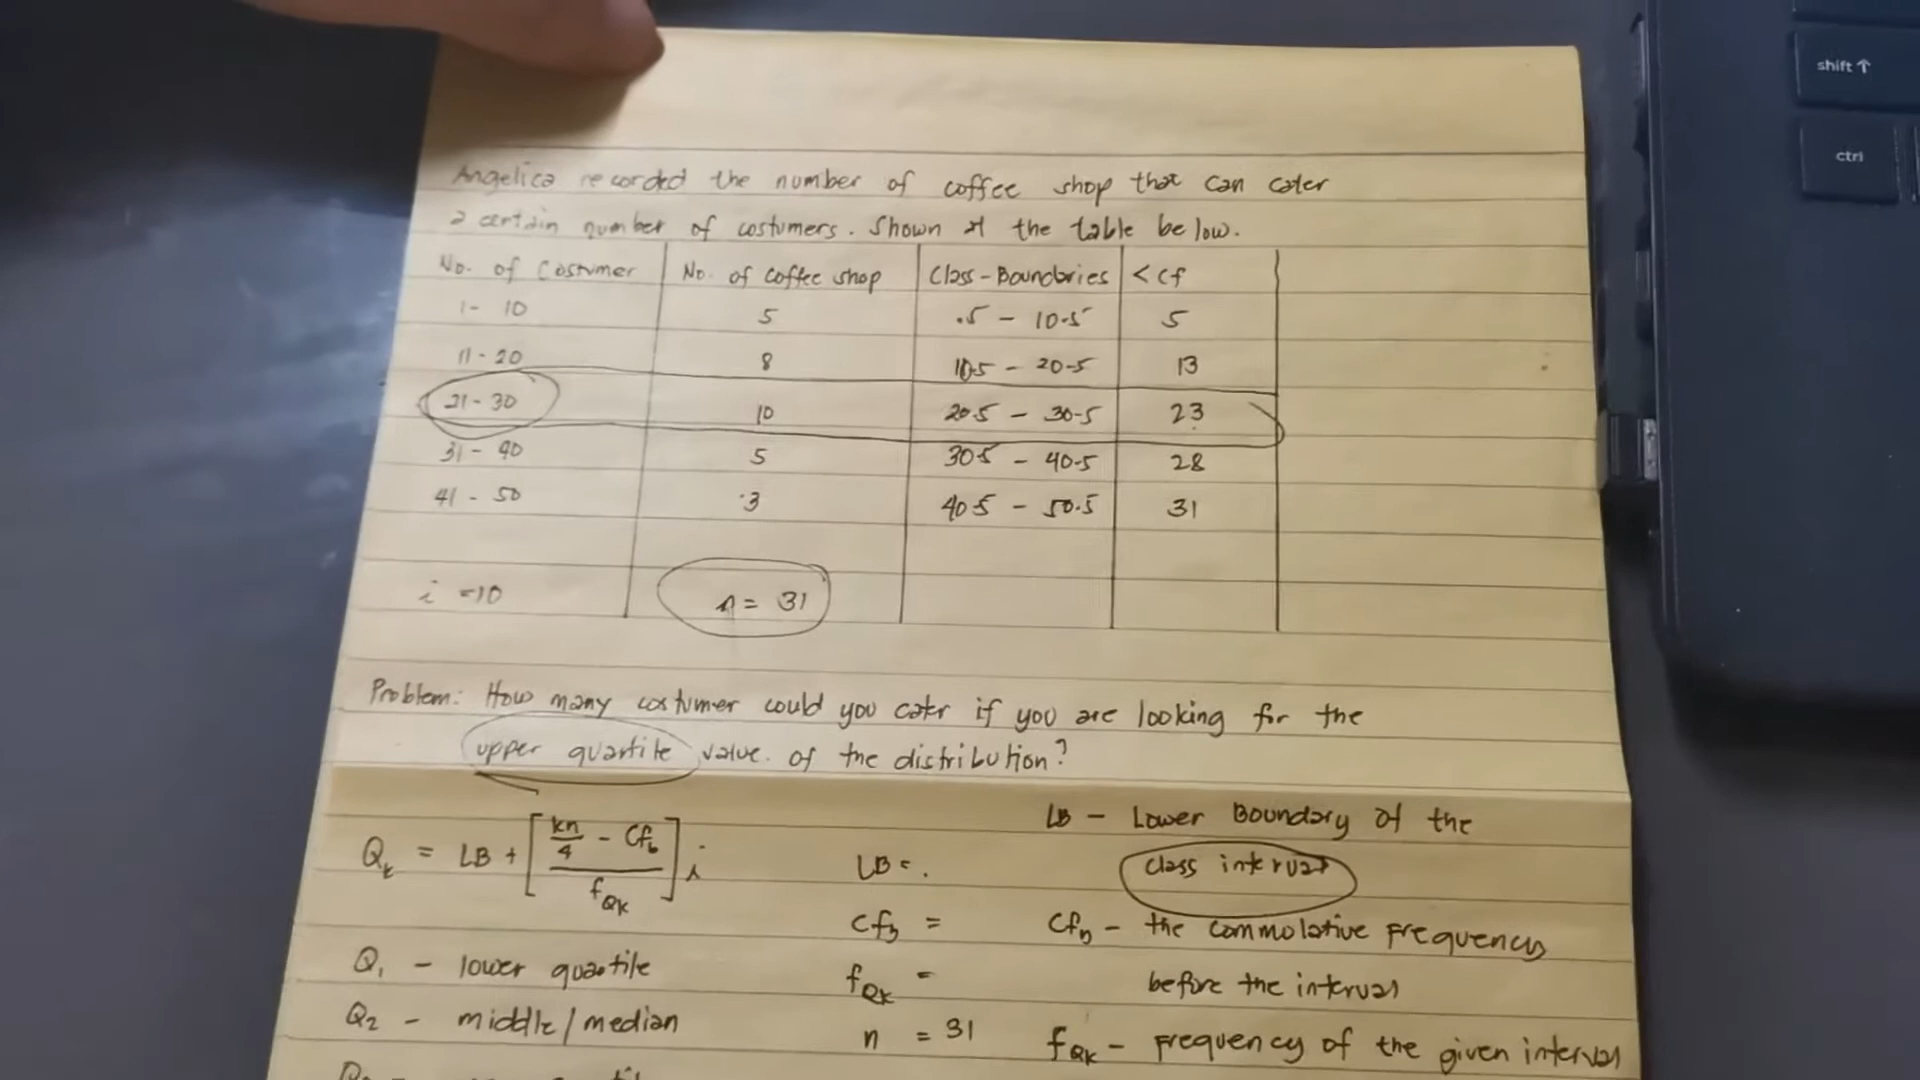 shift ↑
ctrl
Angelica recorded the number of coffee shop that can cater
a certain number of costumers. Shown at the table below.
No. of Costumer No. of Coffee shop Class-Boundaries <cf
1 - 10 5 .5 - 10.5 5
11 - 20 8 10.5 - 20.5 13
21 - 30 10 20.5 - 30.5 23
31 - 40 5 30.5 - 40.5 28
41 - 50 3 40.5 - 50.5 31
i =10 n = 31
Problem: How many costumer could you cater if you are looking for the
upper quartile value of the distribution?
LB - Lower Boundary of the
Qk = LB + [kn/4 - Cfb / fQk] i LB = . class interval
Cfb = Cfb - the commolative frequency
Q1 - lower quartile fQk = before the interval
Q2 - middle/median n = 31 fQk - frequency of the given interval